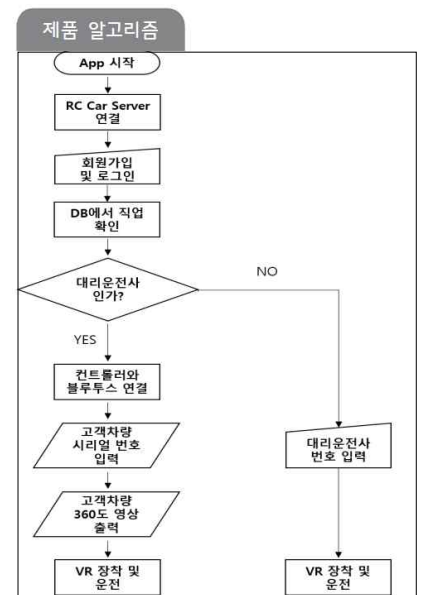 제품 알고리즘
App 시작
RC Car Server
연결
회원가입
및 로그인
DB에서 직업
확인
대리운전사
인가?
NO
YES
컨트롤러와
블루투스 연결
고객차량
시리얼 번호
입력
대리운전사
번호 입력
고객차량
360도 영상
출력
VR 장착 및
운전
VR 장착 및
운전